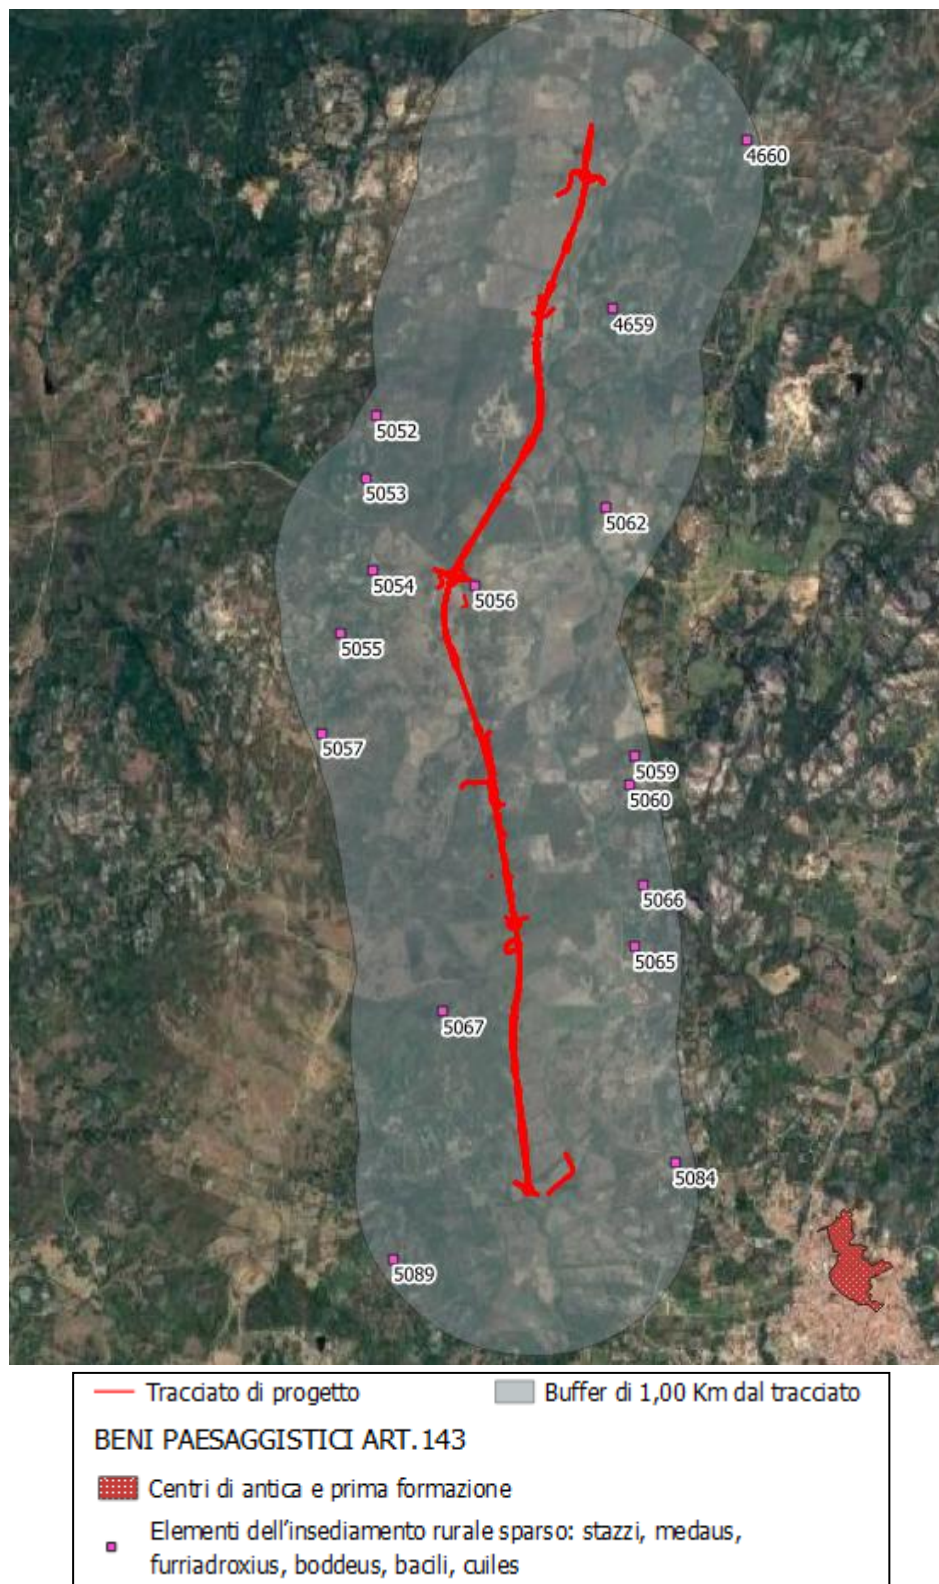 4660
4659
5052
5053
5062
5054
5056
5055
5057
5059
5060
5066
5065
5067
5084
5089
Tracciato di progetto
Buffer di 1,00 Km dal tracciato
BENI PAESAGGISTICI ART.143
Centri di antica e prima formazione
Elementi dell'insediamento rurale sparso: stazzi, medaus,
furriadroxius, boddeus, bacili, cuiles